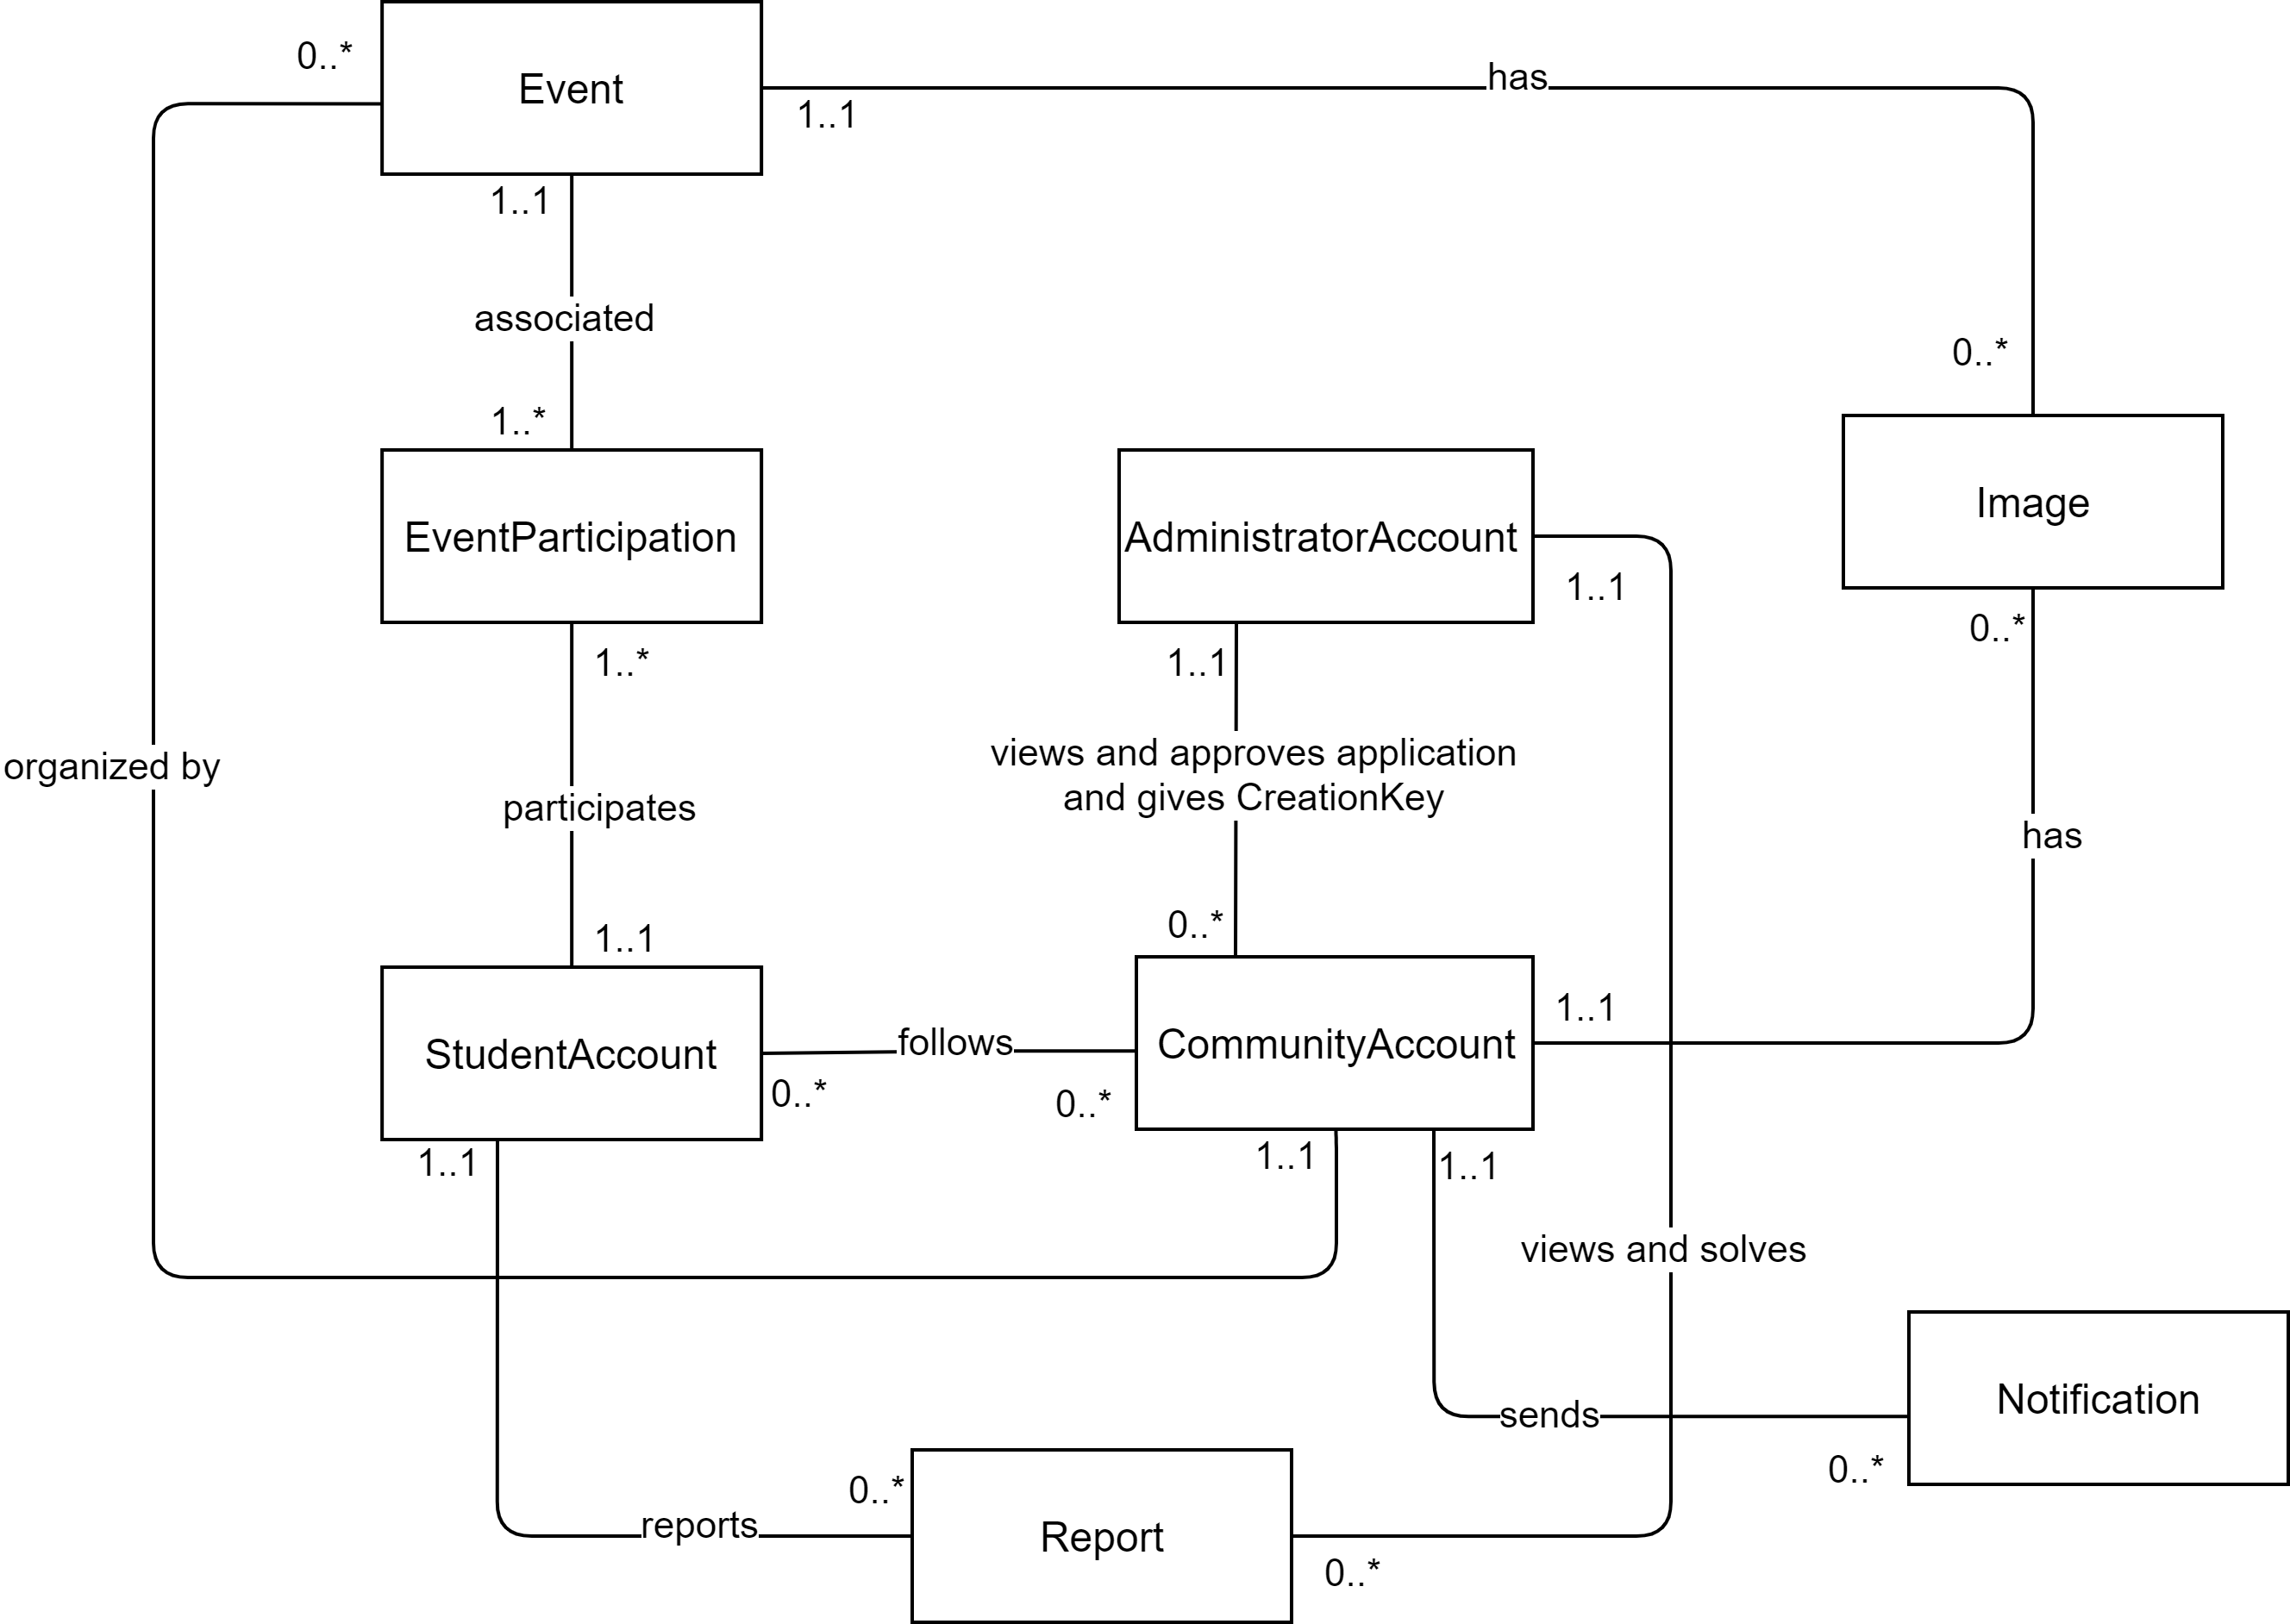 0..*
Event
has
1..1
1..1
associated
0..*
1..*
EventParticipation
AdministratorAccount
Image
1..1
0..*
1..*
1..1
organized by
views and approves application
and gives CreationKey
participates
has
0..*
1..1
1..1
StudentAccount
follows
CommunityAccount
0..*
0..*
1..1
1..1
1..1
views and solves
Notification
sends
0..*
0..*
reports
Report
0..*